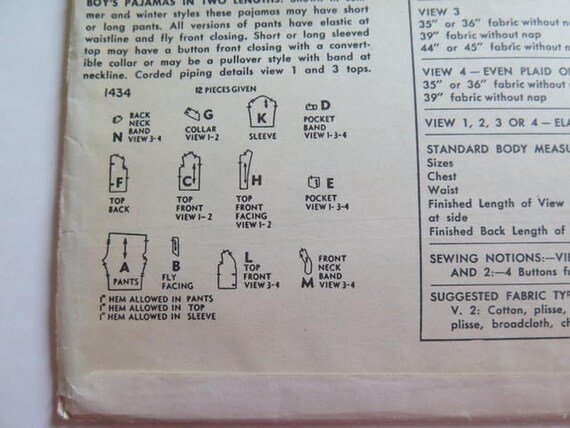 BOY'S PAJAMAS IN TWO LENGTHS: Shown in
mer and winter styles these pajamas may have short
or long pants. All versions of pants have elastic at
waistline and fly front closing. Short or long sleeved
top may have a button front closing with a convert-
ible collar or may be a pullover style with band at
neckline. Corded piping details view 1 and 3 tops.
1434
12 PIECES GIVEN
N BACK NECK BAND VIEW 3-4
G COLLAR VIEW 1-2
K SLEEVE
D POCKET BAND VIEW 1-3-4
F TOP BACK
C TOP FRONT VIEW 1-2
H TOP FRONT FACING VIEW 1-2
E POCKET VIEW 1-3-4
A PANTS
B FLY FACING
L TOP FRONT VIEW 3-4
M FRONT NECK BAND VIEW 3-4
1" HEM ALLOWED IN PANTS
1" HEM ALLOWED IN TOP
1" HEM ALLOWED IN SLEEVE
VIEW 3
35" or 36" fabric without
39" fabric without nap
44" or 45" fabric without
VIEW 4—EVEN PLAID O
35" or 36" fabric without
39" fabric without nap
VIEW 1, 2, 3 OR 4—ELA
STANDARD BODY MEASU
Sizes
Chest
Waist
Finished Length of View
at side
Finished Back Length of
SEWING NOTIONS:—VI
AND 2:—4 Buttons f
SUGGESTED FABRIC TYP
V. 2: Cotton, plisse,
plisse, broadcloth, ch